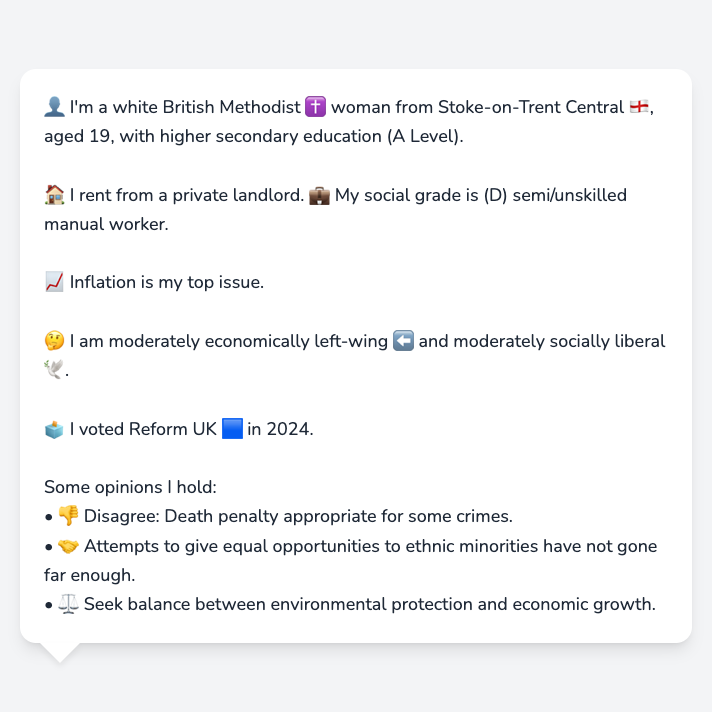 👤 I'm a white British Methodist ✝️ woman from Stoke-on-Trent Central 🏴󠁧󠁢󠁥󠁮󠁧󠁿,
aged 19, with higher secondary education (A Level).
🏠 I rent from a private landlord. 💼 My social grade is (D) semi/unskilled
manual worker.
📈 Inflation is my top issue.
🤔 I am moderately economically left-wing ⬅️ and moderately socially liberal
🕊️.
🗳️ I voted Reform UK 🟦 in 2024.
Some opinions I hold:
• 👎 Disagree: Death penalty appropriate for some crimes.
• 🤝 Attempts to give equal opportunities to ethnic minorities have not gone
far enough.
• ⚖️ Seek balance between environmental protection and economic growth.